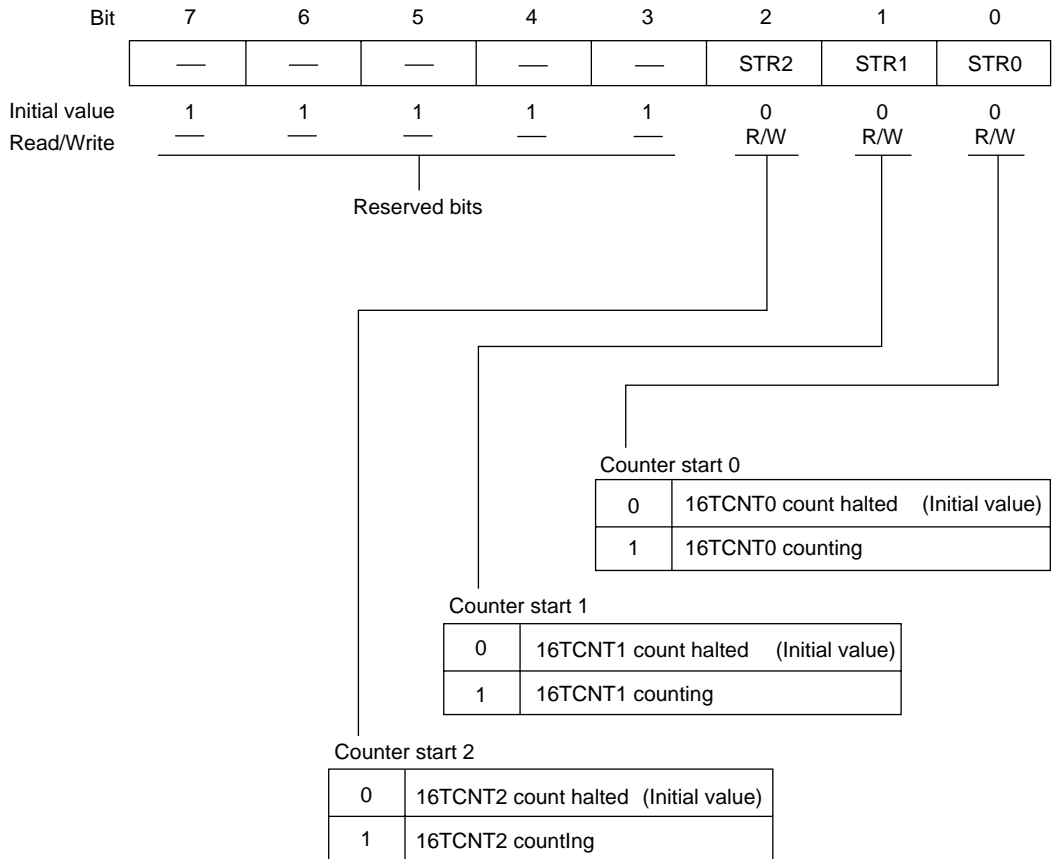 Bit 7 6 5 4 3 2 1 0
— — — — — STR2 STR1 STR0
Initial value 1 1 1 1 1 0 0 0
Read/Write — — — — — R/W R/W R/W
Reserved bits
Counter start 0
0 16TCNT0 count halted (Initial value)
1 16TCNT0 counting
Counter start 1
0 16TCNT1 count halted (Initial value)
1 16TCNT1 counting
Counter start 2
0 16TCNT2 count halted (Initial value)
1 16TCNT2 countIng